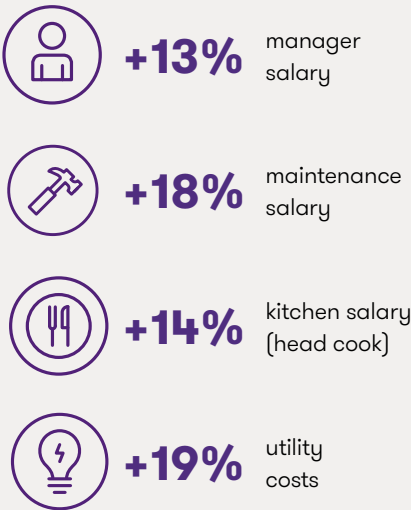 +13%
manager
salary
+18%
maintenance
salary
+14%
kitchen salary
(head cook)
+19%
utility
costs